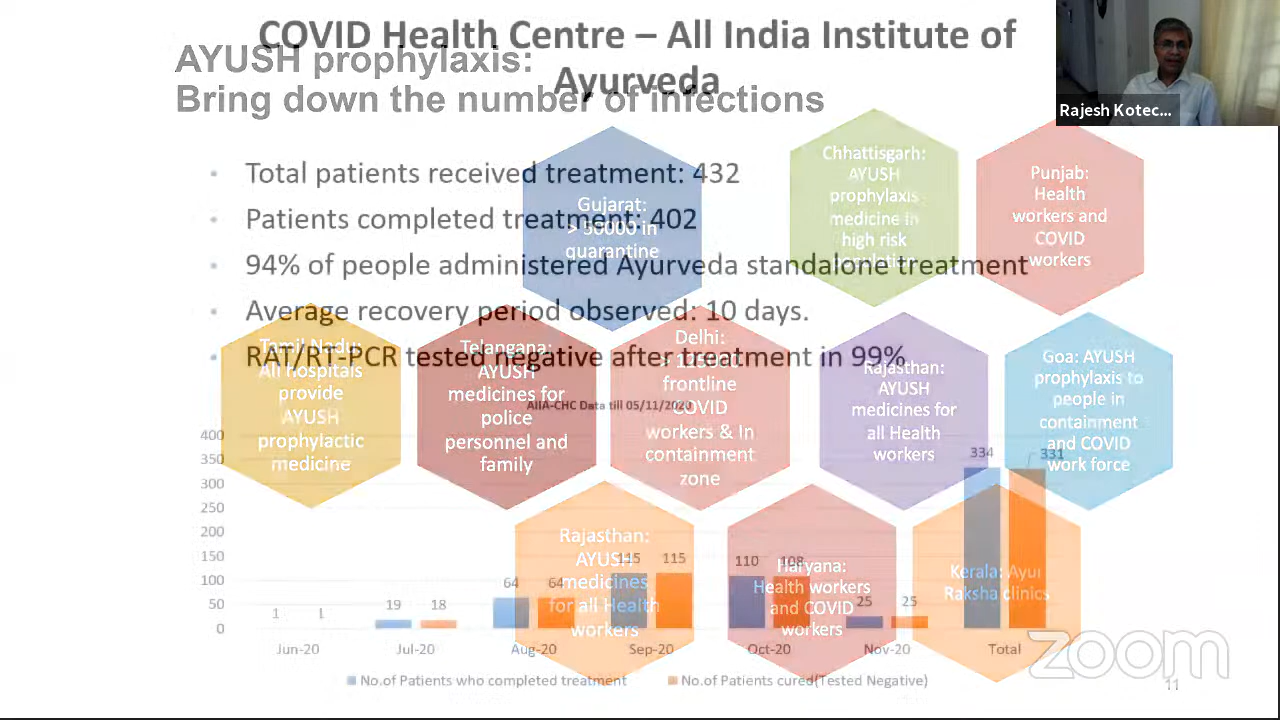 COVID Health Centre – All India Institute of
Ayurveda
AYUSH prophylaxis:
Bring down the number of infections
Rajesh Kotec...
• Total patients received treatment: 432
• Patients completed treatment: 402
• 94% of people administered Ayurveda standalone treatment
• Average recovery period observed: 10 days.
• RAT/RT-PCR tested negative after treatment in 99%
Gujarat:
> 50000 in
quarantine
Chhattisgarh:
AYUSH
prophylaxis
medicine in
high risk
population
Punjab:
Health
workers and
COVID
workers
Tamil Nadu:
All hospitals
provide
AYUSH
prophylactic
medicine
Telangana:
AYUSH
medicines for
police
personnel and
family
Delhi:
frontline
COVID
workers & In
containment
zone
Rajasthan:
AYUSH
medicines for
all Health
workers
Goa: AYUSH
prophylaxis to
people in
containment
and COVID
work force
Rajasthan:
AYUSH
medicines
for all Health
workers
Haryana:
Health workers
and COVID
workers
Kerala: Ayur
Raksha clinics
AIIA-CHC Data till 05/11/2020
400
350
300
250
200
150
100
50
0
1 1
19 18
64 64
115 115
110 108
25 25
334 331
Jun-20 Jul-20 Aug-20 Sep-20 Oct-20 Nov-20 Total
No.of Patients who completed treatment No.of Patients cured(Tested Negative)
zoom
11